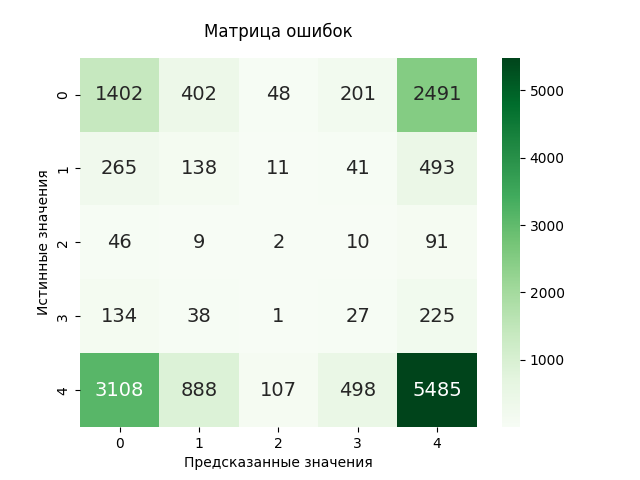 Матрица ошибок
0 1402 402 48 201 2491
1 265 138 11 41 493
2 46 9 2 10 91
3 134 38 1 27 225
4 3108 888 107 498 5485
0 1 2 3 4
Предсказанные значения
Истинные значения
5000
4000
3000
2000
1000